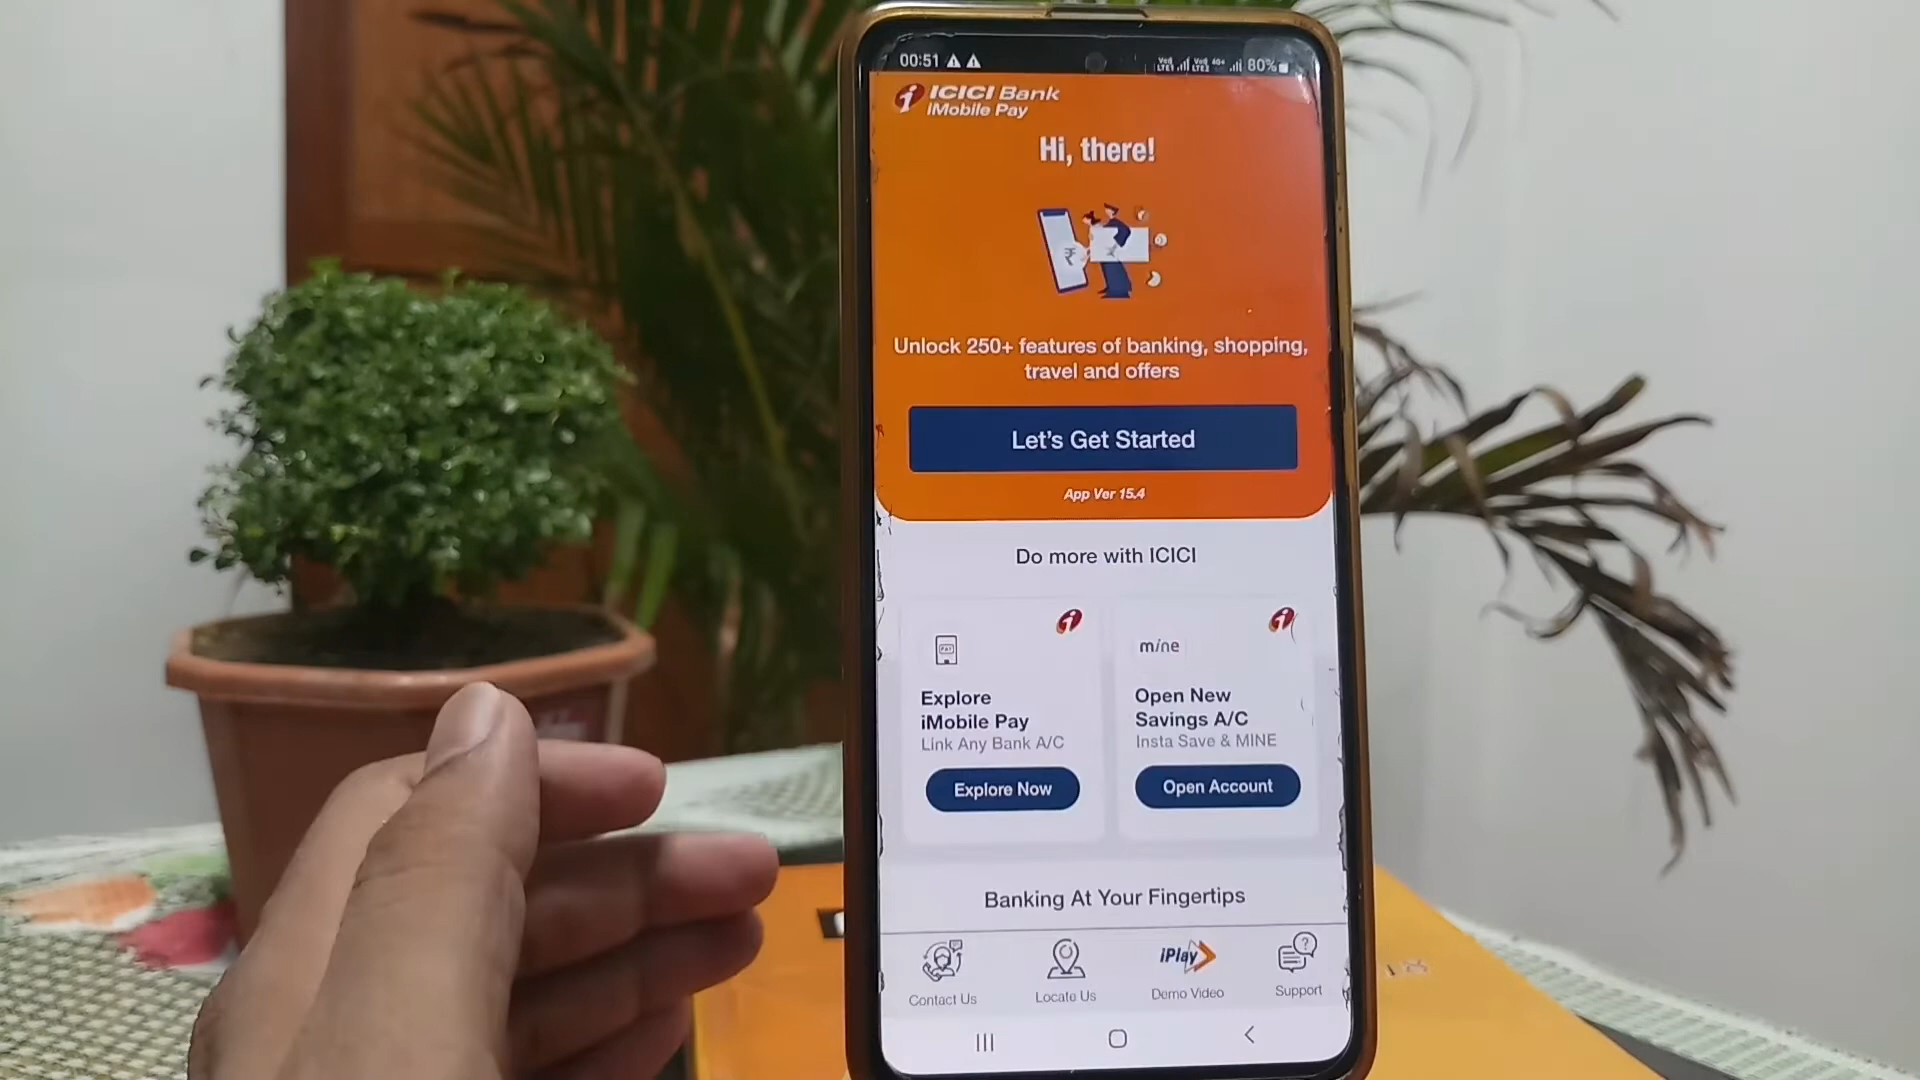 00:51
80%
ICICI Bank
iMobile Pay
Hi, there!
Unlock 250+ features of banking, shopping,
travel and offers
Let's Get Started
App Ver 15.4
Do more with ICICI
mine
Explore
iMobile Pay
Link Any Bank A/C
Explore Now
Open New
Savings A/C
Insta Save & MINE
Open Account
Banking At Your Fingertips
iPlay
Contact Us
Locate Us
Demo Video
Support